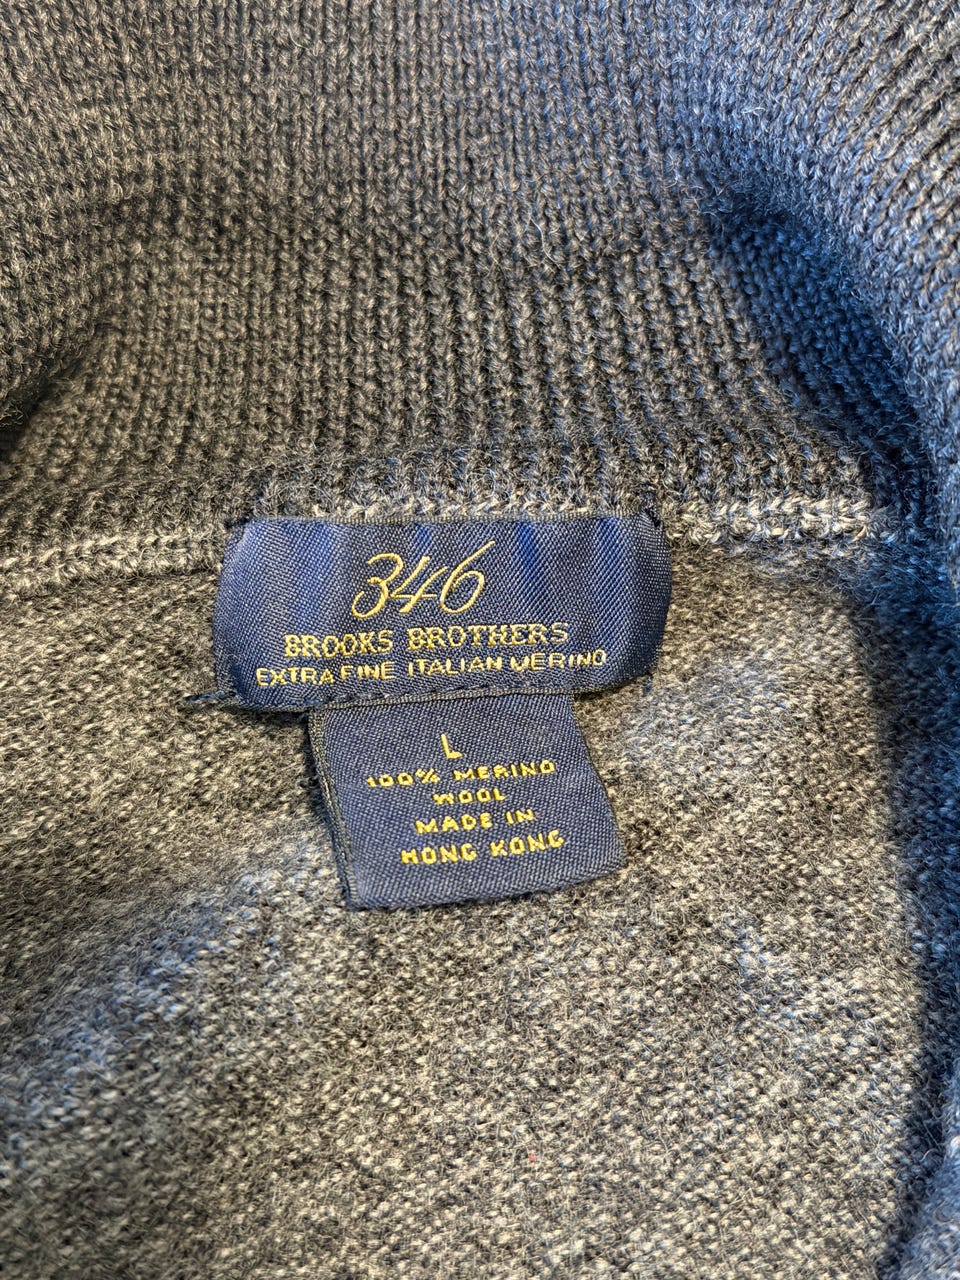 346
BROOKS BROTHERS
EXTRA FINE ITALIAN MERINO
L
100% MERINO
WOOL
MADE IN
HONG KONG